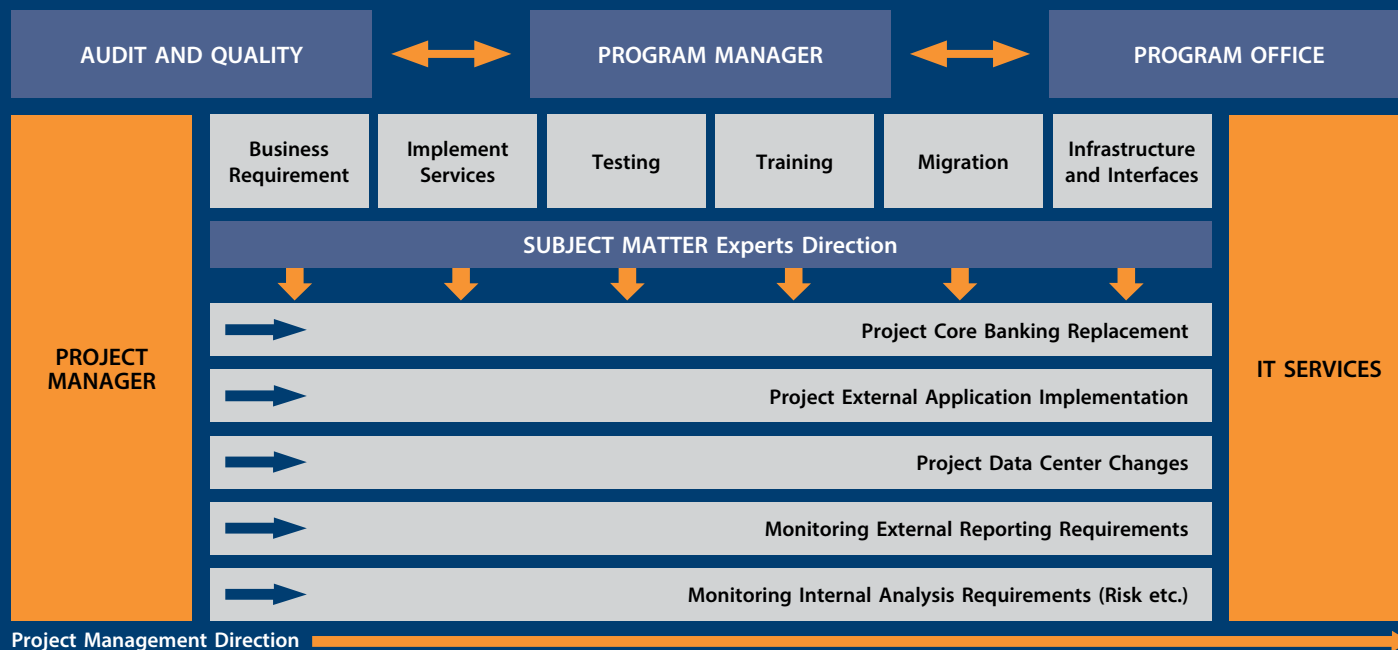 AUDIT AND QUALITY
PROGRAM MANAGER
PROGRAM OFFICE
PROJECT
MANAGER
Business
Requirement
Implement
Services
Testing
Training
Migration
Infrastructure
and Interfaces
SUBJECT MATTER Experts Direction
Project Core Banking Replacement
Project External Application Implementation
Project Data Center Changes
Monitoring External Reporting Requirements
Monitoring Internal Analysis Requirements (Risk etc.)
IT SERVICES
Project Management Direction